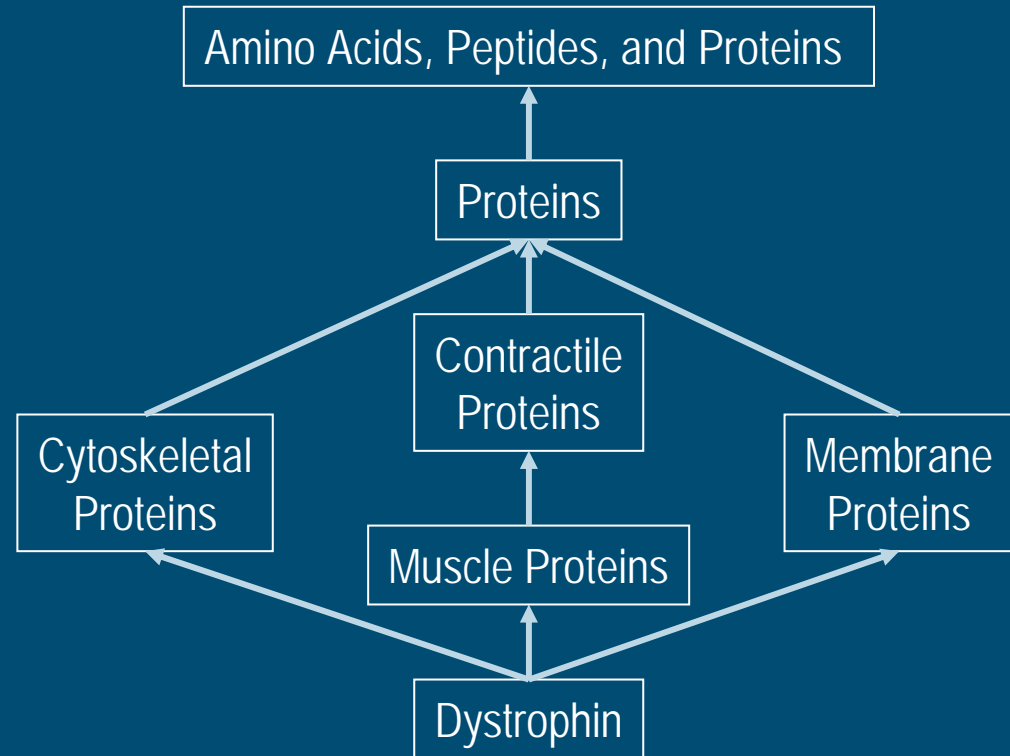 Amino Acids, Peptides, and Proteins
Proteins
Contractile
Proteins
Cytoskeletal
Proteins
Membrane
Proteins
Muscle Proteins
Dystrophin